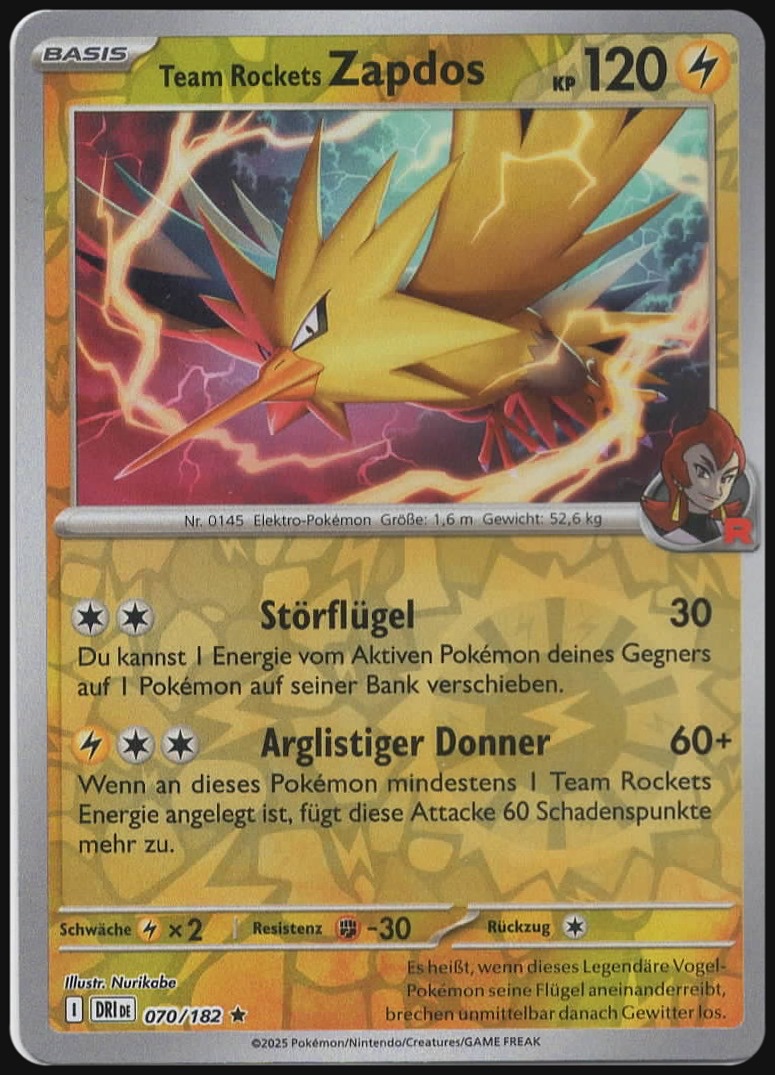 BASIS
Team Rockets Zapdos KP 120
Nr. 0145 Elektro-Pokémon Größe: 1,6 m Gewicht: 52,6 kg
R
Störflügel 30
Du kannst 1 Energie vom Aktiven Pokémon deines Gegners
auf 1 Pokémon auf seiner Bank verschieben.
Arglistiger Donner 60+
Wenn an dieses Pokémon mindestens 1 Team Rockets
Energie angelegt ist, fügt diese Attacke 60 Schadenspunkte
mehr zu.
Schwäche ×2 Resistenz -30 Rückzug
Es heißt, wenn dieses Legendäre Vogel-
Pokémon seine Flügel aneinanderreibt,
brechen unmittelbar danach Gewitter los.
Illustr. Nurikabe
I DRI DE 070/182 ★
©2025 Pokémon/Nintendo/Creatures/GAME FREAK